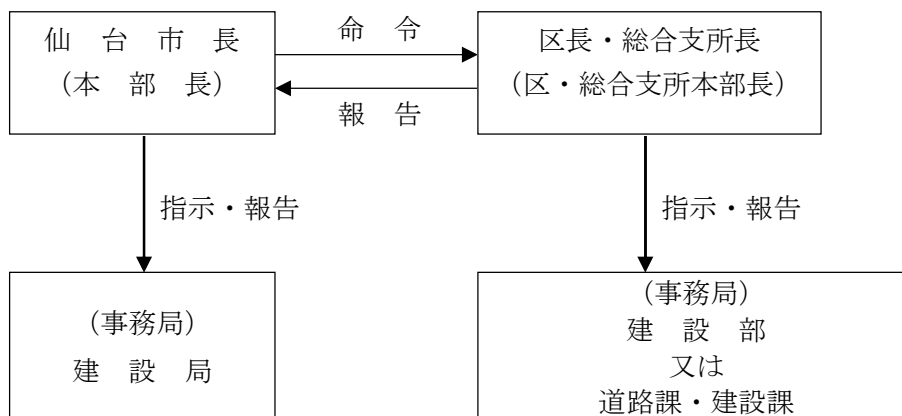 仙　台　市　長
（本　部　長）
命　令
報　告
区長・総合支所長
（区・総合支所本部長）
指示・報告
指示・報告
（事務局）
建　設　局
（事務局）
建　設　部
又は
道路課・建設課